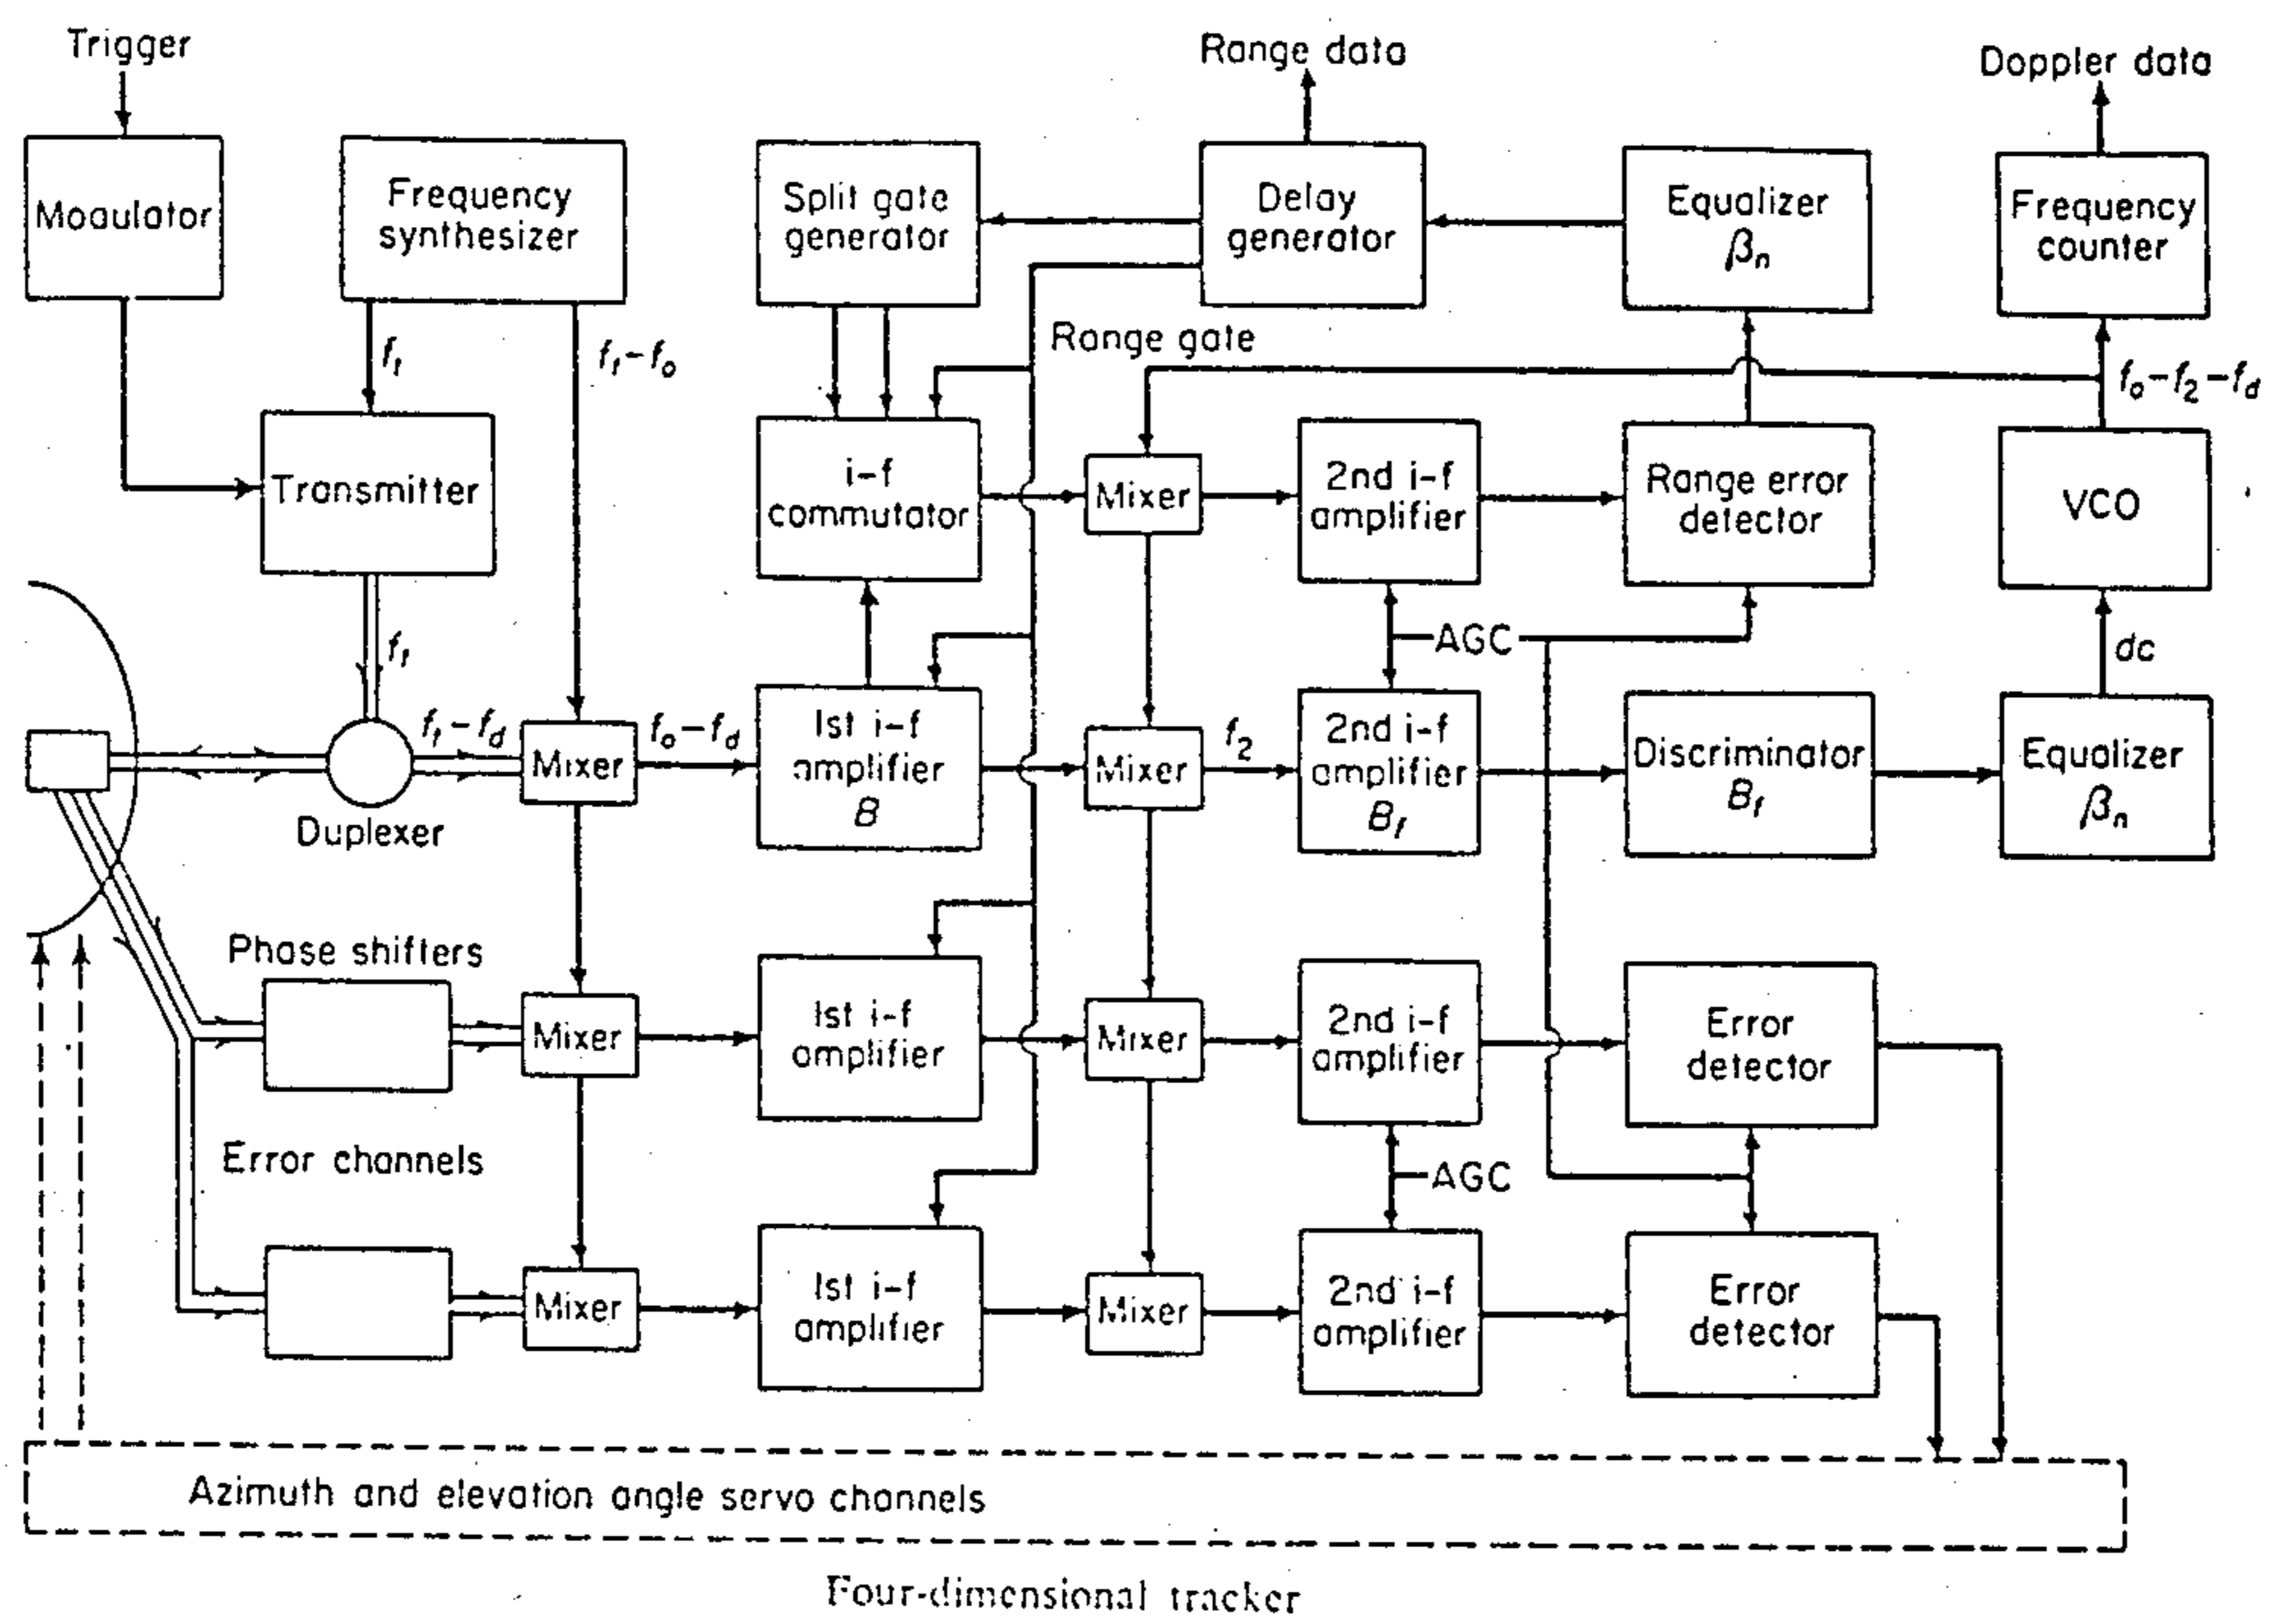 Trigger
Range data
Doppler data
Modulator
Frequency
synthesizer
Split gate
generator
Delay
generator
Equalizer
βn
Frequency
counter
ft
ft-fo
Range gate
fo-f2-fd
Transmitter
i-f
commutator
Mixer
2nd i-f
amplifier
Range error
detector
VCO
ft
AGC
dc
ft-fd
Mixer
fo-fd
1st i-f
amplifier
B
Mixer
f2
2nd i-f
amplifier
Bf
Discriminator
Bf
Equalizer
βn
Duplexer
Phase shifters
Mixer
1st i-f
amplifier
Mixer
2nd i-f
amplifier
Error
detector
Error channels
AGC
Mixer
1st i-f
amplifier
Mixer
2nd i-f
amplifier
Error
detector
Azimuth and elevation angle servo channels
Four-dimensional tracker